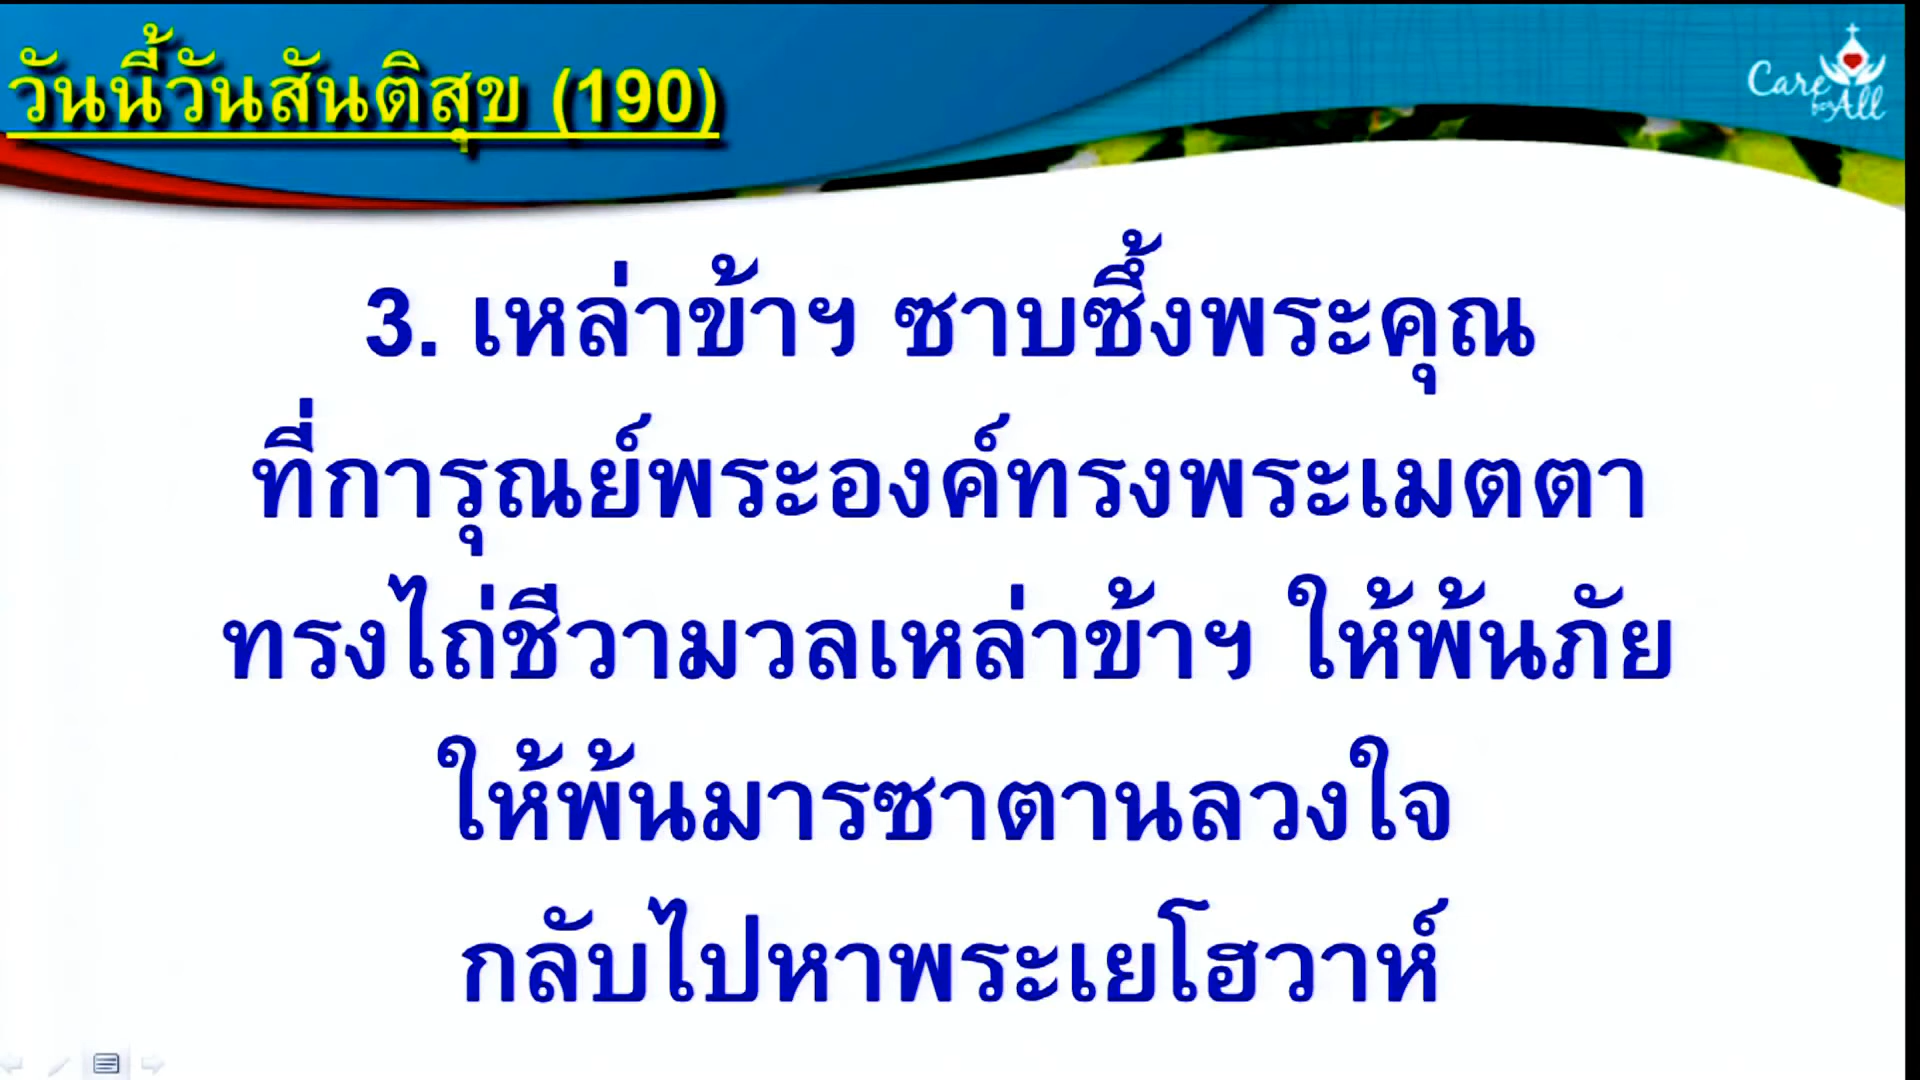 วันนี้วันสันติสุข (190)
Care
for All
3. เหล่าข้าฯ ซาบซึ้งพระคุณ
ที่การุณย์พระองค์ทรงพระเมตตา
ทรงไถ่ชีวามวลเหล่าข้าฯ ให้พ้นภัย
ให้พ้นมารซาตานลวงใจ
กลับไปหาพระเยโฮวาห์